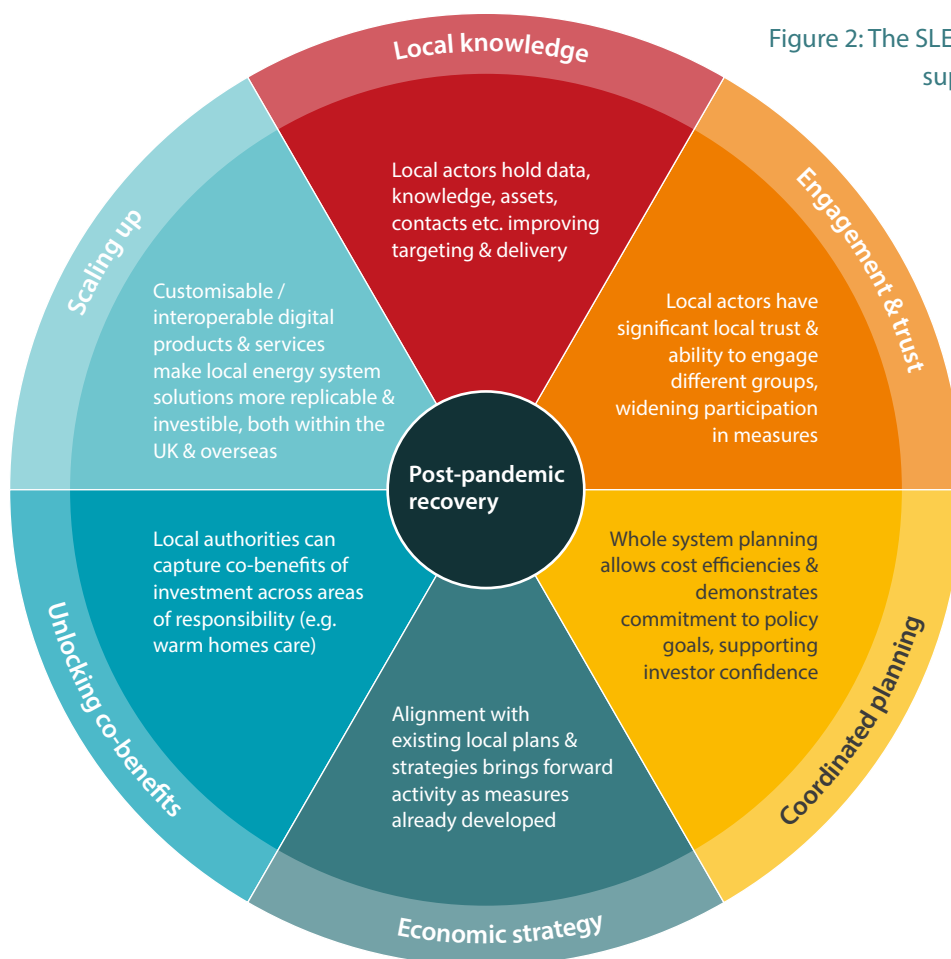 Figure 2: The SLE
sup
Local knowledge
Local actors hold data,
knowledge, assets,
contacts etc. improving
targeting & delivery
Engagement & trust
Local actors have
significant local trust &
ability to engage
different groups,
widening participation
in measures
Coordinated planning
Whole system planning
allows cost efficiencies &
demonstrates
commitment to policy
goals, supporting
investor confidence
Economic strategy
Alignment with
existing local plans &
strategies brings forward
activity as measures
already developed
Unlocking co-benefits
Local authorities can
capture co-benefits of
investment across areas
of responsibility (e.g.
warm homes care)
Scaling up
Customisable /
interoperable digital
products & services
make local energy system
solutions more replicable &
investible, both within the
UK & overseas
Post-pandemic
recovery